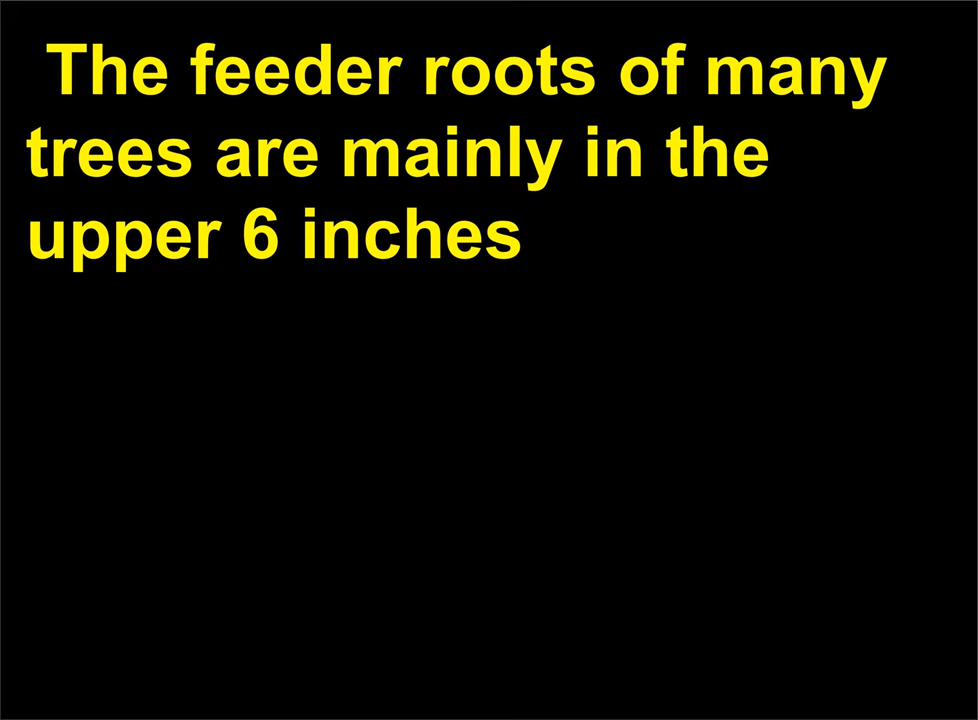 The feeder roots of many
trees are mainly in the
upper 6 inches